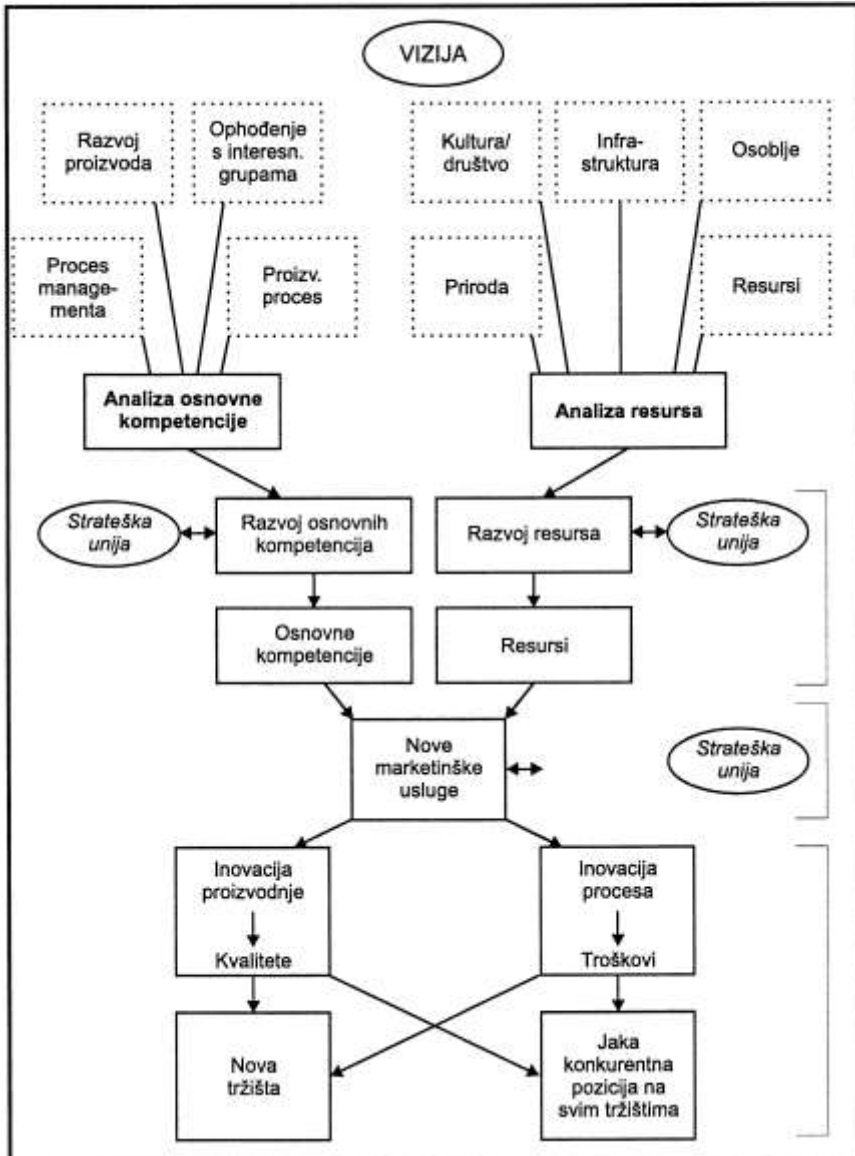 VIZIJA
Razvoj
proizvoda
Ophođenje
s interesn.
grupama
Kultura/
društvo
Infra-
struktura
Osoblje
Proces
manage-
menta
Proizv.
proces
Priroda
Resursi
Analiza osnovne
kompetencije
Analiza resursa
Strateška
unija
Razvoj osnovnih
kompetencija
Razvoj resursa
Strateška
unija
Osnovne
kompetencije
Resursi
Nove
marketinške
usluge
Strateška
unija
Inovacija
proizvodnje
Kvalitete
Inovacija
procesa
Troškovi
Nova
tržišta
Jaka
konkurentna
pozicija na
svim tržištima